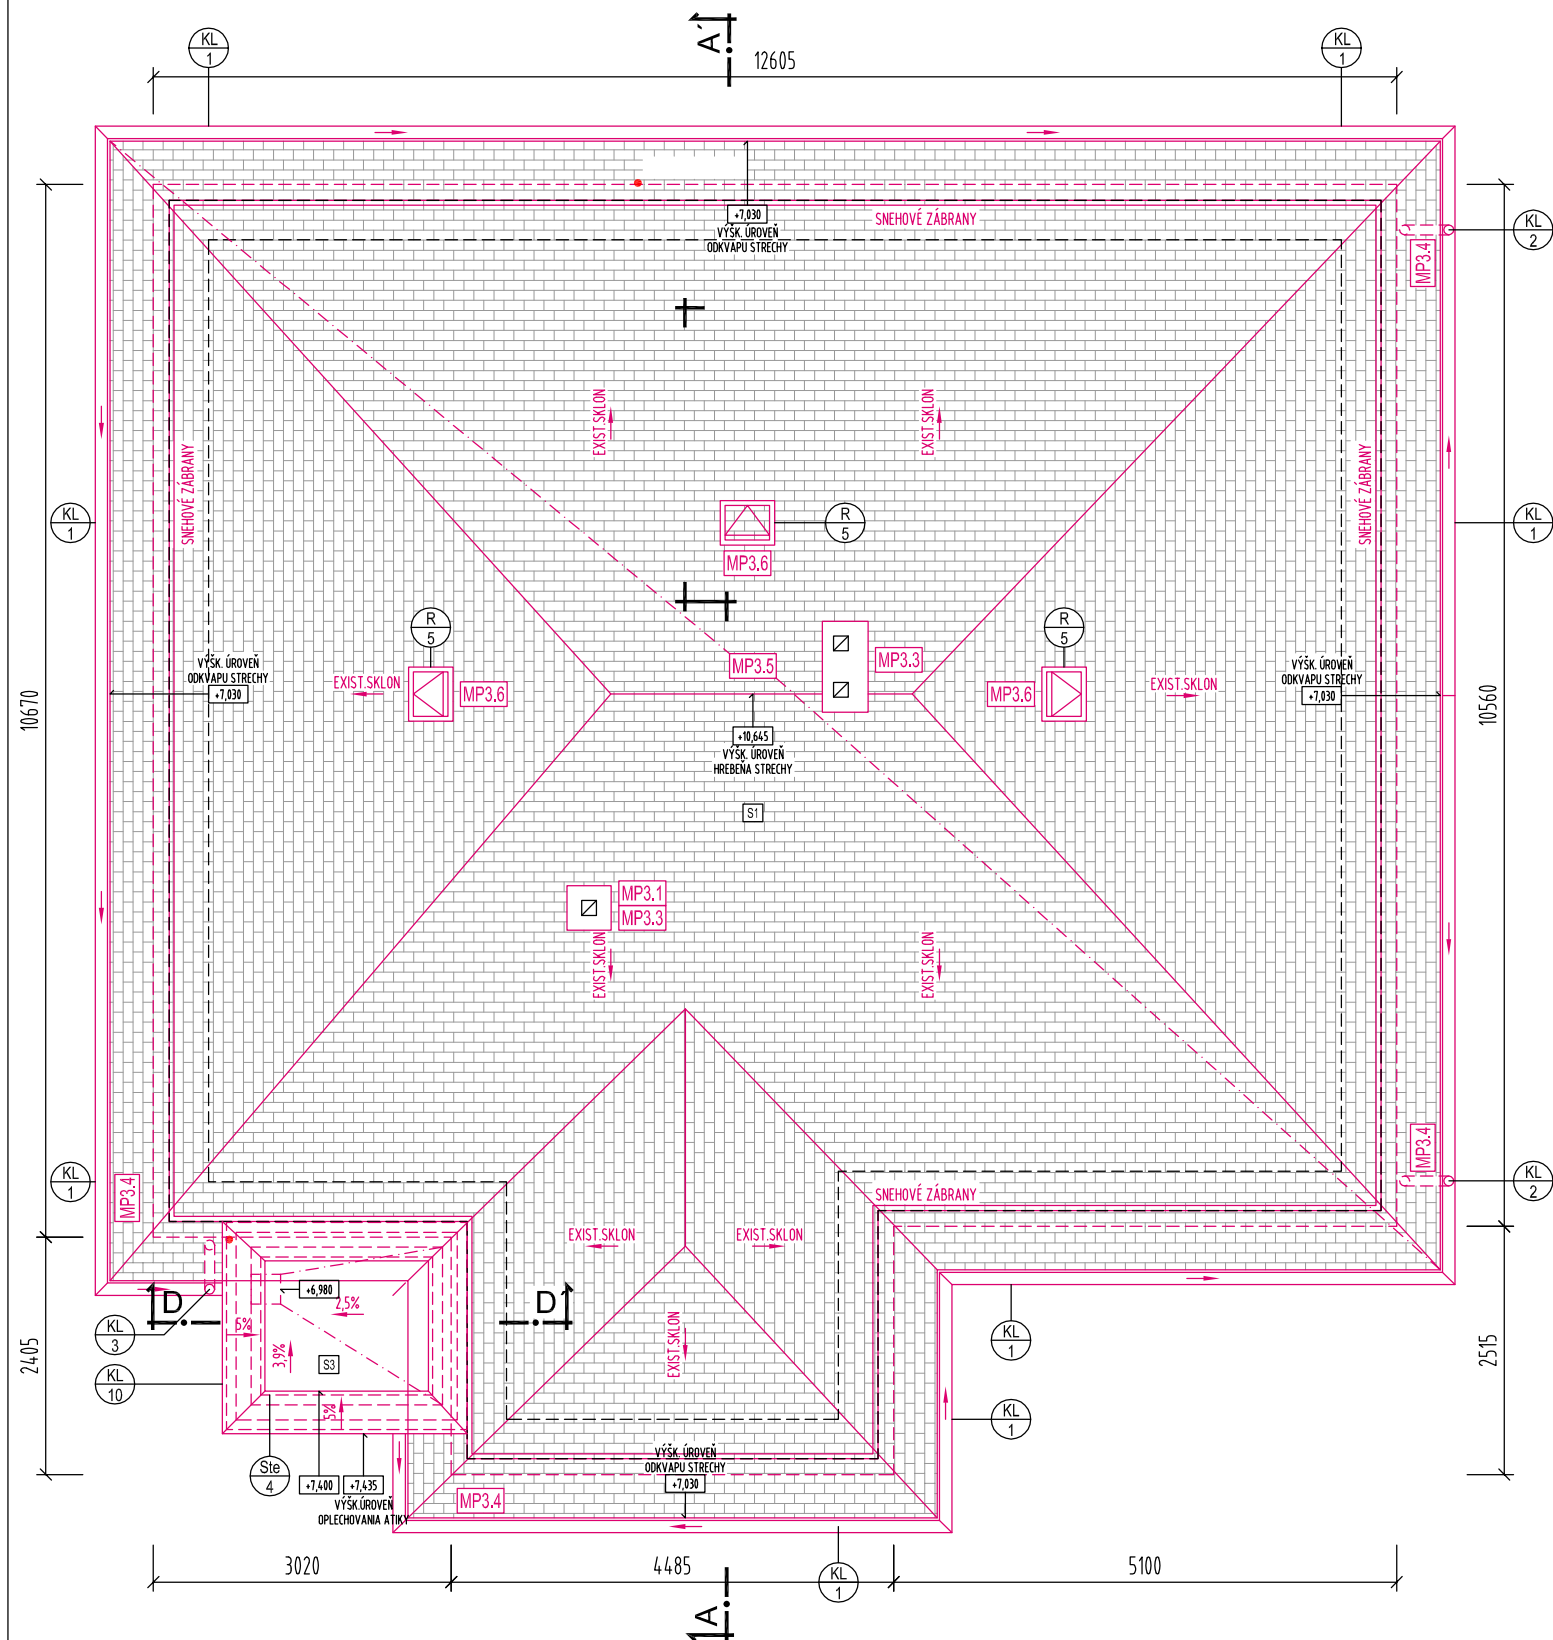 KL
1
A'1
12605
KL
1
+7,030
VÝŠK. ÚROVEŇ
ODKVAPU STRECHY
SNEHOVÉ ZÁBRANY
KL
2
MP3.4
EXIST.SKLON
EXIST.SKLON
SNEHOVÉ ZÁBRANY
SNEHOVÉ ZÁBRANY
KL
1
R
5
KL
1
MP3.6
R
5
R
5
VÝŠK. ÚROVEŇ
ODKVAPU STRECHY
+7,030
EXIST.SKLON
MP3.6
MP3.5
MP3.3
MP3.6
EXIST.SKLON
VÝŠK. ÚROVEŇ
ODKVAPU STRECHY
+7,030
10670
10560
+10,645
VÝŠK. ÚROVEŇ
HREBEŇA STRECHY
S1
MP3.1
MP3.3
EXIST.SKLON
EXIST.SKLON
MP3.4
KL
1
MP3.4
KL
2
SNEHOVÉ ZÁBRANY
EXIST.SKLON
EXIST.SKLON
D
+6,980
2,5%
D'1
5%
3,9%
S3
5%
EXIST.SKLON
KL
3
KL
10
KL
1
KL
1
2405
2515
Ste
4
+7,400
+7,435
VÝŠK.ÚROVEŇ
OPLECHOVANIA ATIKY
MP3.4
VÝŠK. ÚROVEŇ
ODKVAPU STRECHY
+7,030
3020
4485
5100
KL
1
A